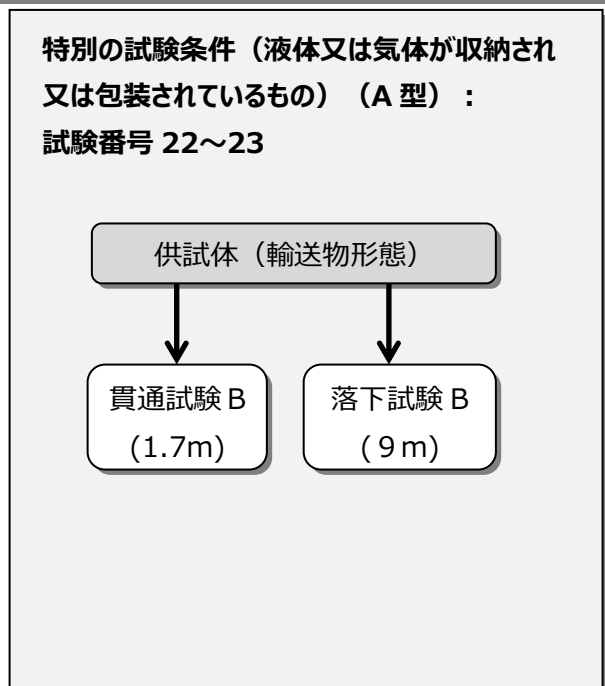 特別の試験条件（液体又は気体が収納され
又は包装されているもの）（A 型）：
試験番号 22～23
供試体（輸送物形態）
貫通試験 B
(1.7m)
落下試験 B
(９ｍ)